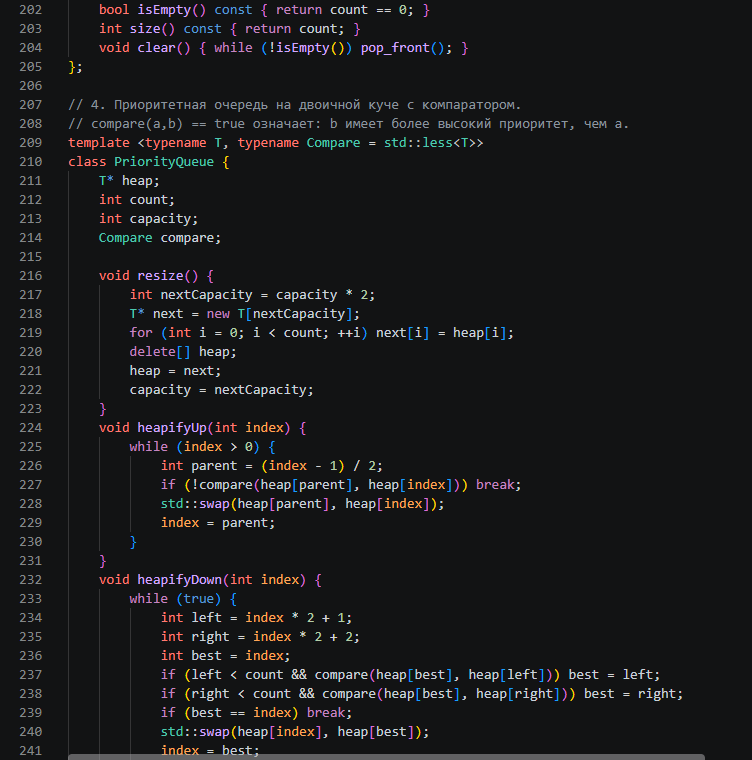 202 bool isEmpty() const { return count == 0; }
203 int size() const { return count; }
204 void clear() { while (!isEmpty()) pop_front(); }
205 };
206
207 // 4. Приоритетная очередь на двоичной куче с компаратором.
208 // compare(a,b) == true означает: b имеет более высокий приоритет, чем a.
209 template <typename T, typename Compare = std::less<T>>
210 class PriorityQueue {
211 T* heap;
212 int count;
213 int capacity;
214 Compare compare;
215
216 void resize() {
217 int nextCapacity = capacity * 2;
218 T* next = new T[nextCapacity];
219 for (int i = 0; i < count; ++i) next[i] = heap[i];
220 delete[] heap;
221 heap = next;
222 capacity = nextCapacity;
223 }
224 void heapifyUp(int index) {
225 while (index > 0) {
226 int parent = (index - 1) / 2;
227 if (!compare(heap[parent], heap[index])) break;
228 std::swap(heap[parent], heap[index]);
229 index = parent;
230 }
231 }
232 void heapifyDown(int index) {
233 while (true) {
234 int left = index * 2 + 1;
235 int right = index * 2 + 2;
236 int best = index;
237 if (left < count && compare(heap[best], heap[left])) best = left;
238 if (right < count && compare(heap[best], heap[right])) best = right;
239 if (best == index) break;
240 std::swap(heap[index], heap[best]);
241 index = best;